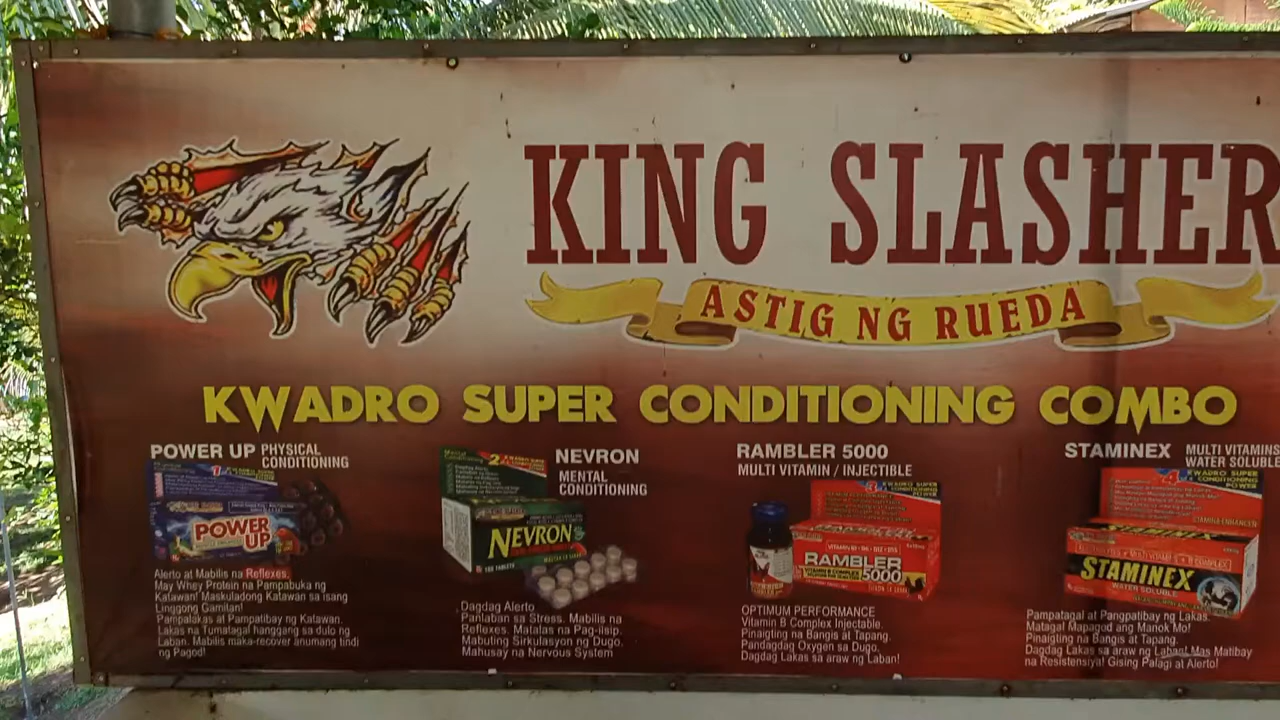 KING SLASHER
ASTIG NG RUEDA
KWADRO SUPER CONDITIONING COMBO
POWER UP PHYSICAL
CONDITIONING
POWER
UP
Alerto at Mabilis na Reflexes.
May Whey Protein na Pampabuka ng
Katawan! Maskuladong Katawan sa isang
Linggong Gamitan!
Pampalakas at Pampatibay ng Katawan.
Lakas na Tumatagal hanggang sa dulo ng
Laban. Mabilis maka-recover anumang tindi
ng Pagod!
NEVRON
MENTAL
CONDITIONING
NEVRON
Dagdag Alerto
Panlaban sa Stress. Mabilis na
Reflexes. Matalas na Pag-iisip.
Mabuting Sirkulasyon ng Dugo.
Mahusay na Nervous System
RAMBLER 5000
MULTI VITAMIN / INJECTIBLE
RAMBLER
5000
OPTIMUM PERFORMANCE
Vitamin B Complex Injectable.
Pinaigting na Bangis at Tapang.
Pandagdag Oxygen sa Dugo.
Dagdag Lakas sa araw ng Laban!
STAMINEX MULTI VITAMINS
WATER SOLUBLE
STAMINA ENHANCER
STAMINEX
WATER SOLUBLE
Pampatagal at Pangpatibay ng Lakas.
Matagal Mapagod ang Manok Mo!
Pinaigting na Bangis at Tapang.
Dagdag Lakas sa araw ng Laban! Mas Matibay
na Resistensiya! Gising Palagi at Alerto!